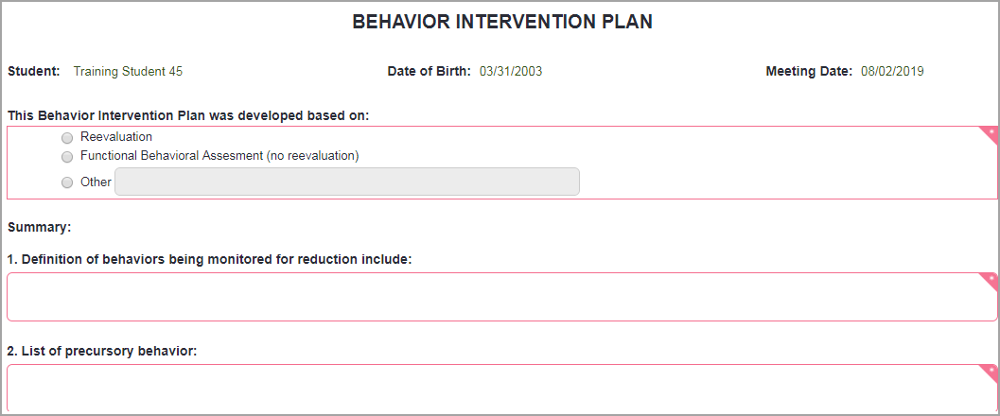 BEHAVIOR INTERVENTION PLAN
Student: Training Student 45 Date of Birth: 03/31/2003 Meeting Date: 08/02/2019
This Behavior Intervention Plan was developed based on:
Reevaluation
Functional Behavioral Assesment (no reevaluation)
Other
Summary:
1. Definition of behaviors being monitored for reduction include:
2. List of precursory behavior: